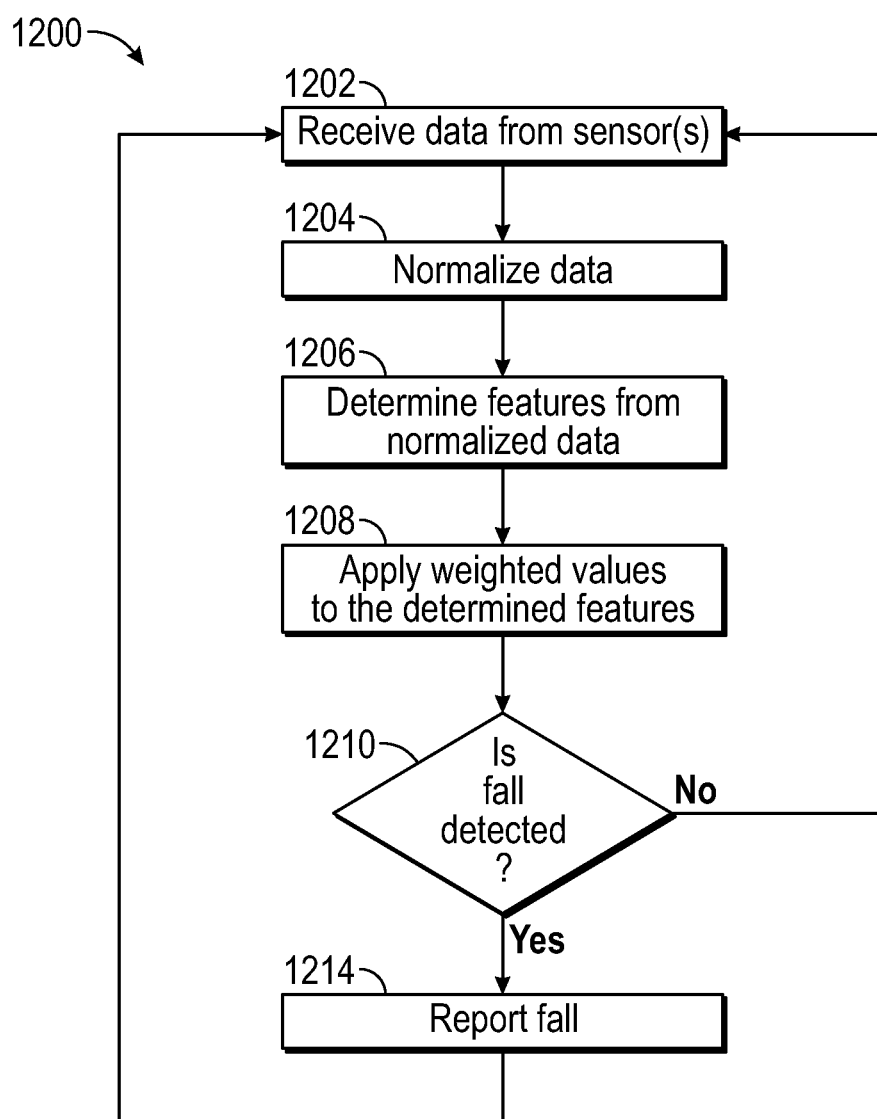 1200
1202
Receive data from sensor(s)
1204
Normalize data
1206
Determine features from
normalized data
1208
Apply weighted values
to the determined features
1210
Is
fall
detected
?
No
Yes
1214
Report fall